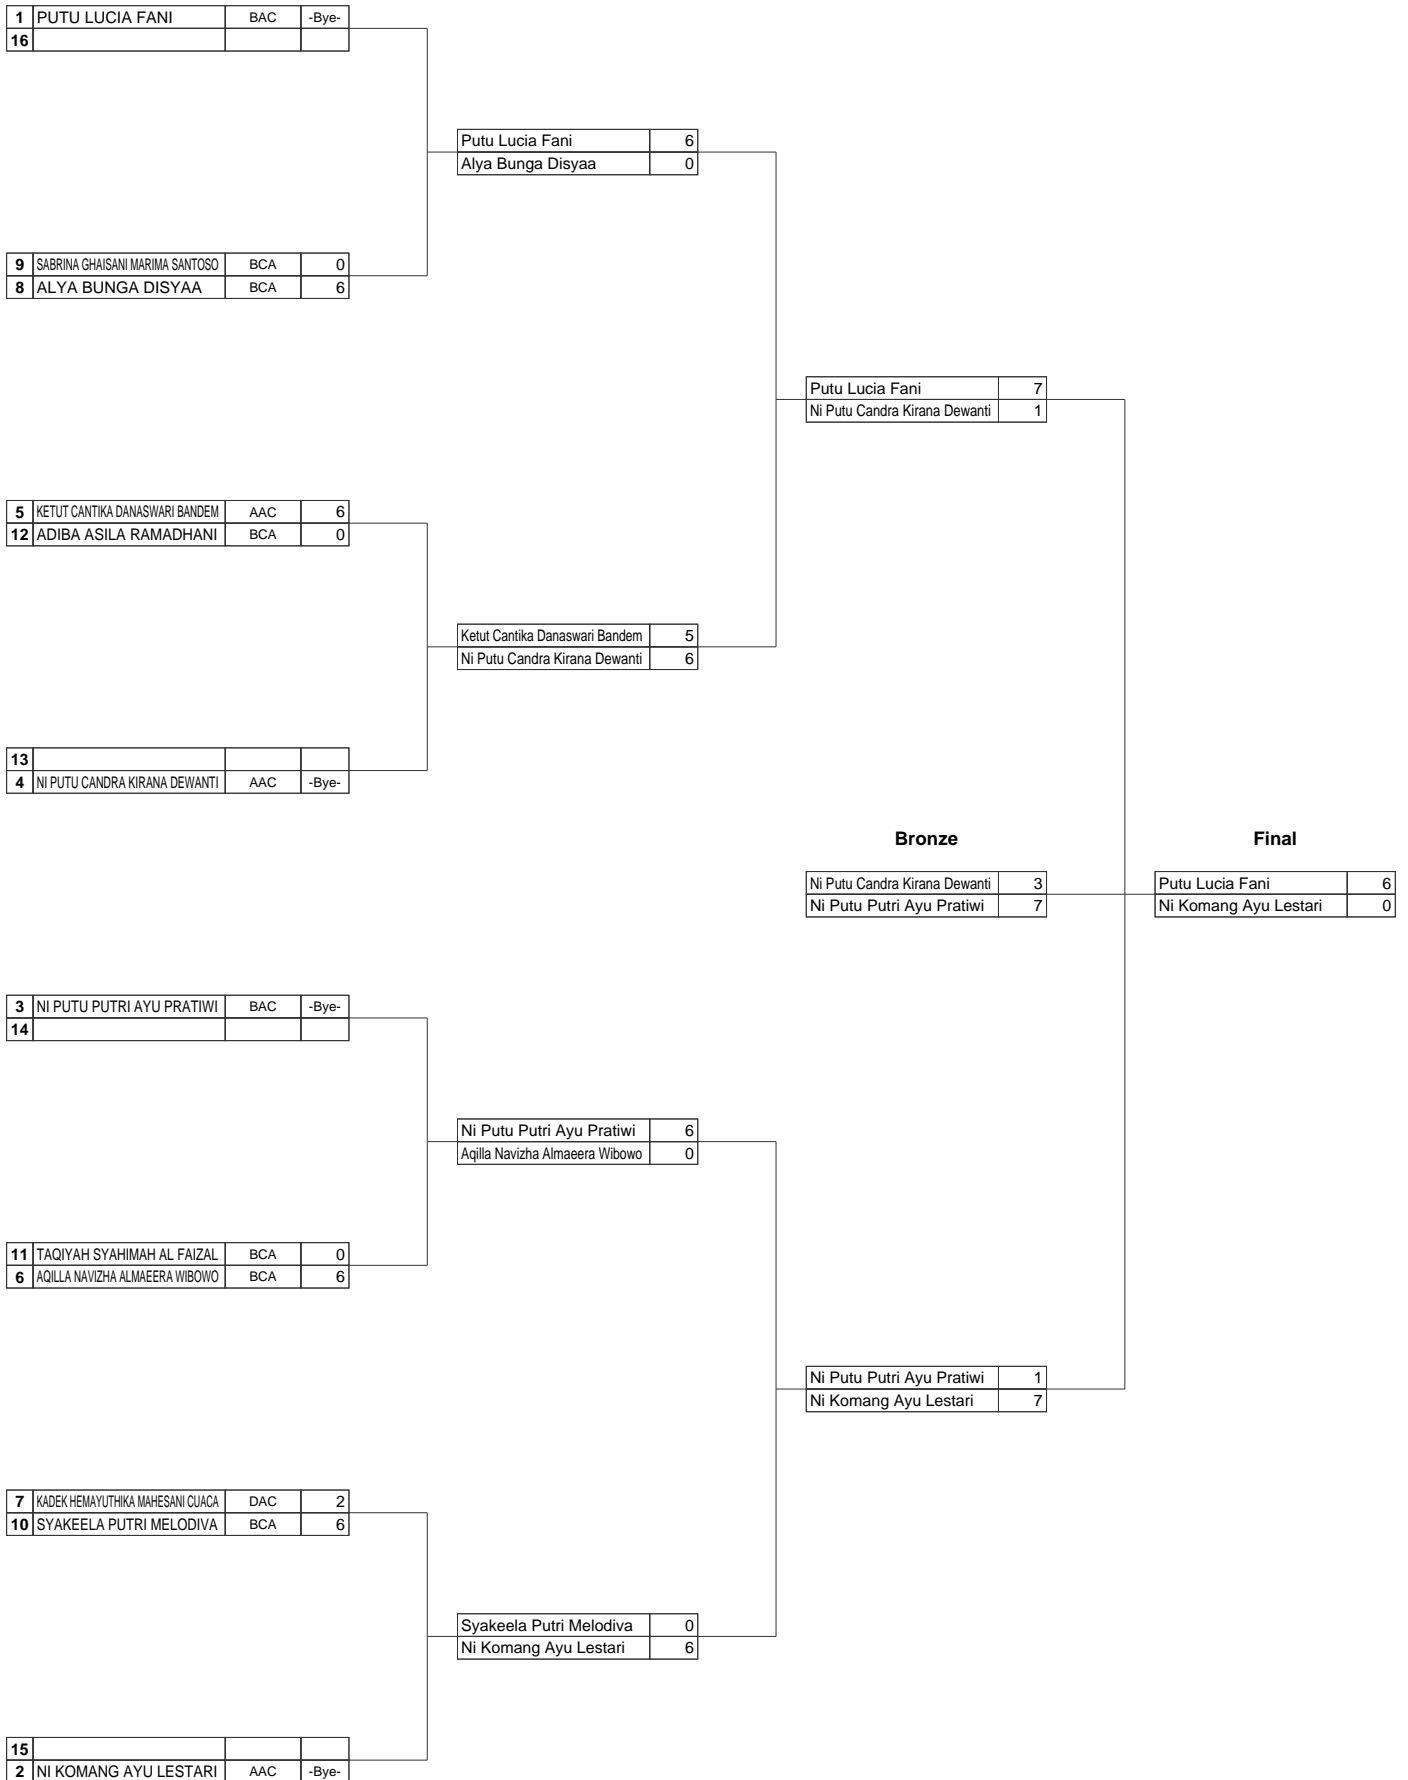 1 PUTU LUCIA FANI BAC -Bye-
16
Putu Lucia Fani 6
Alya Bunga Disyaa 0
9 SABRINA GHAISANI MARIMA SANTOSO BCA 0
8 ALYA BUNGA DISYAA BCA 6
Putu Lucia Fani 7
Ni Putu Candra Kirana Dewanti 1
5 KETUT CANTIKA DANASWARI BANDEM AAC 6
12 ADIBA ASILA RAMADHANI BCA 0
Ketut Cantika Danaswari Bandem 5
Ni Putu Candra Kirana Dewanti 6
13
4 NI PUTU CANDRA KIRANA DEWANTI AAC -Bye-
Bronze Final
Ni Putu Candra Kirana Dewanti 3 Putu Lucia Fani 6
Ni Putu Putri Ayu Pratiwi 7 Ni Komang Ayu Lestari 0
3 NI PUTU PUTRI AYU PRATIWI BAC -Bye-
14
Ni Putu Putri Ayu Pratiwi 6
Aqilla Navizha Almaeera Wibowo 0
11 TAQIYAH SYAHIMAH AL FAIZAL BCA 0
6 AQILLA NAVIZHA ALMAEERA WIBOWO BCA 6
Ni Putu Putri Ayu Pratiwi 1
Ni Komang Ayu Lestari 7
7 KADEK HEMAYUTHIKA MAHESANI CUACA DAC 2
10 SYAKEELA PUTRI MELODIVA BCA 6
Syakeela Putri Melodiva 0
Ni Komang Ayu Lestari 6
15
2 NI KOMANG AYU LESTARI AAC -Bye-